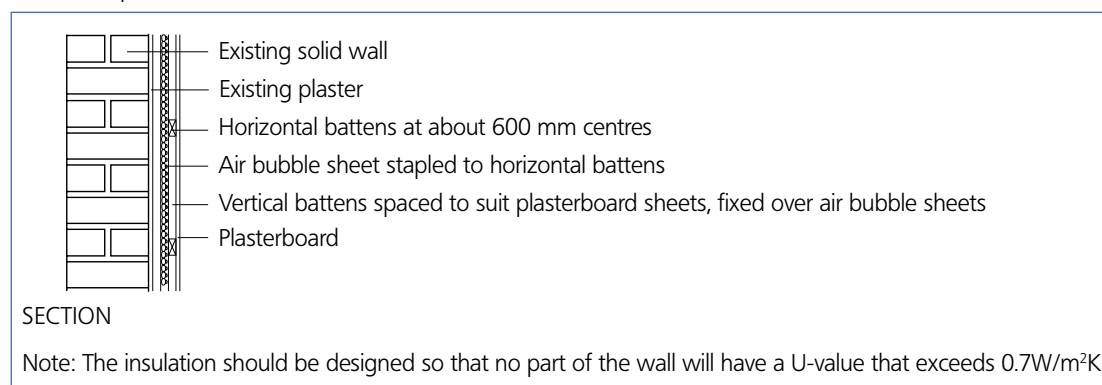 Existing solid wall
Existing plaster
Horizontal battens at about 600 mm centres
Air bubble sheet stapled to horizontal battens
Vertical battens spaced to suit plasterboard sheets, fixed over air bubble sheets
Plasterboard
SECTION
Note: The insulation should be designed so that no part of the wall will have a U-value that exceeds 0.7W/m²K